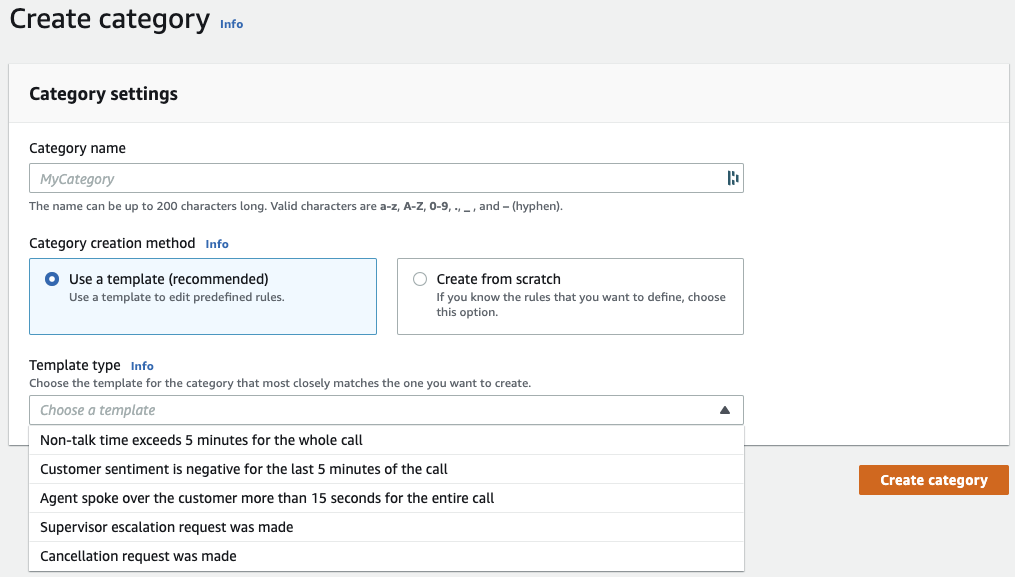 Create category Info
Category settings
Category name
MyCategory
The name can be up to 200 characters long. Valid characters are a-z, A-Z, 0-9, ., _ , and – (hyphen).
Category creation method Info
Use a template (recommended)
Use a template to edit predefined rules.
Create from scratch
If you know the rules that you want to define, choose
this option.
Template type Info
Choose the template for the category that most closely matches the one you want to create.
Choose a template
Non-talk time exceeds 5 minutes for the whole call
Customer sentiment is negative for the last 5 minutes of the call
Agent spoke over the customer more than 15 seconds for the entire call
Supervisor escalation request was made
Cancellation request was made
Create category